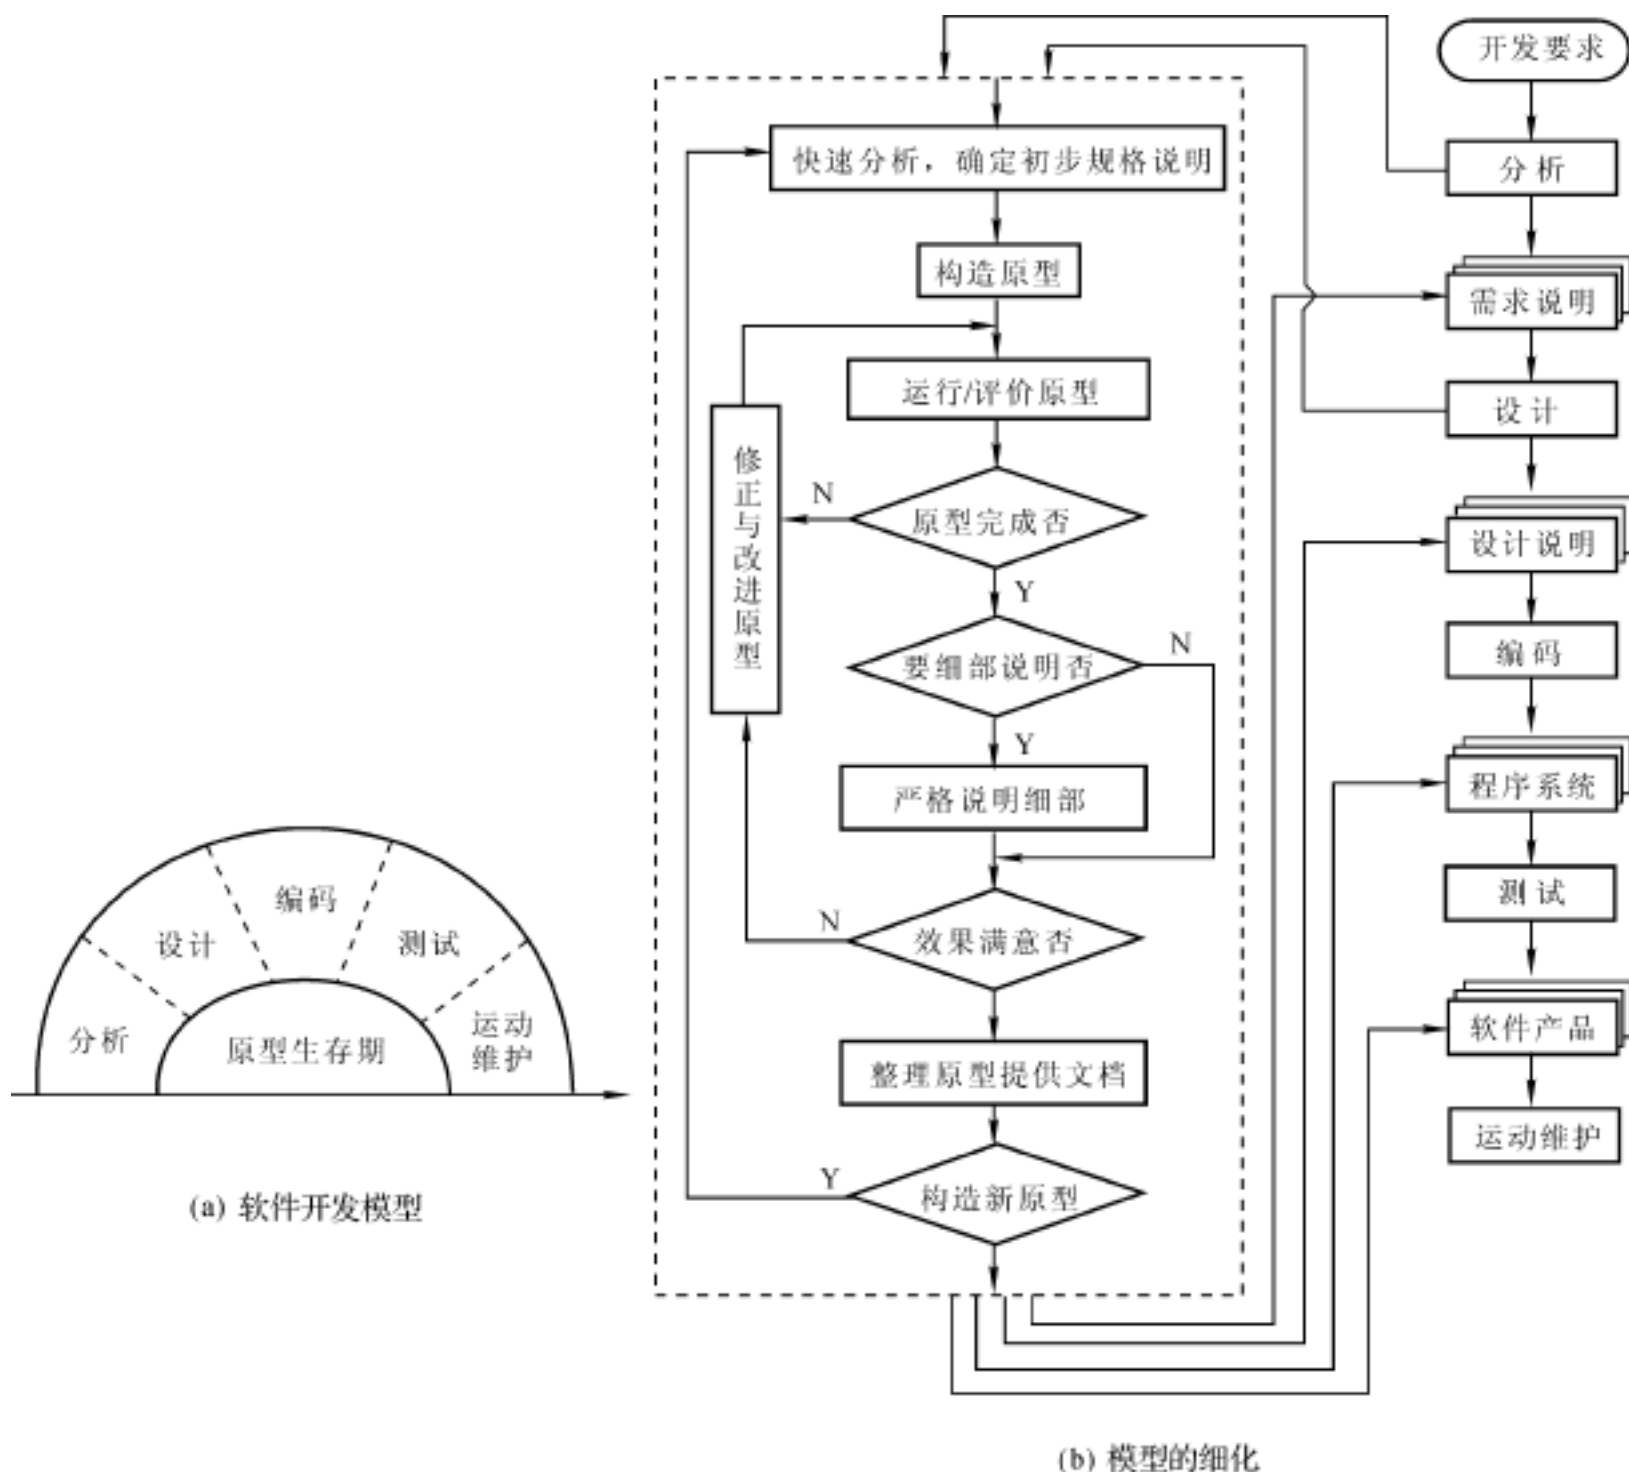 开发要求
快速分析，确定初步规格说明
分析
构造原型
需求说明
运行/评价原型
设计
修正与改进原型
N
原型完成否
设计说明
Y
要细部说明否
N
编码
Y
严格说明细部
程序系统
测试
N
效果满意否
编码
设计
测试
分析
原型生存期
运动
维护
整理原型提供文档
软件产品
运动维护
Y
构造新原型
(a) 软件开发模型
(b) 模型的细化